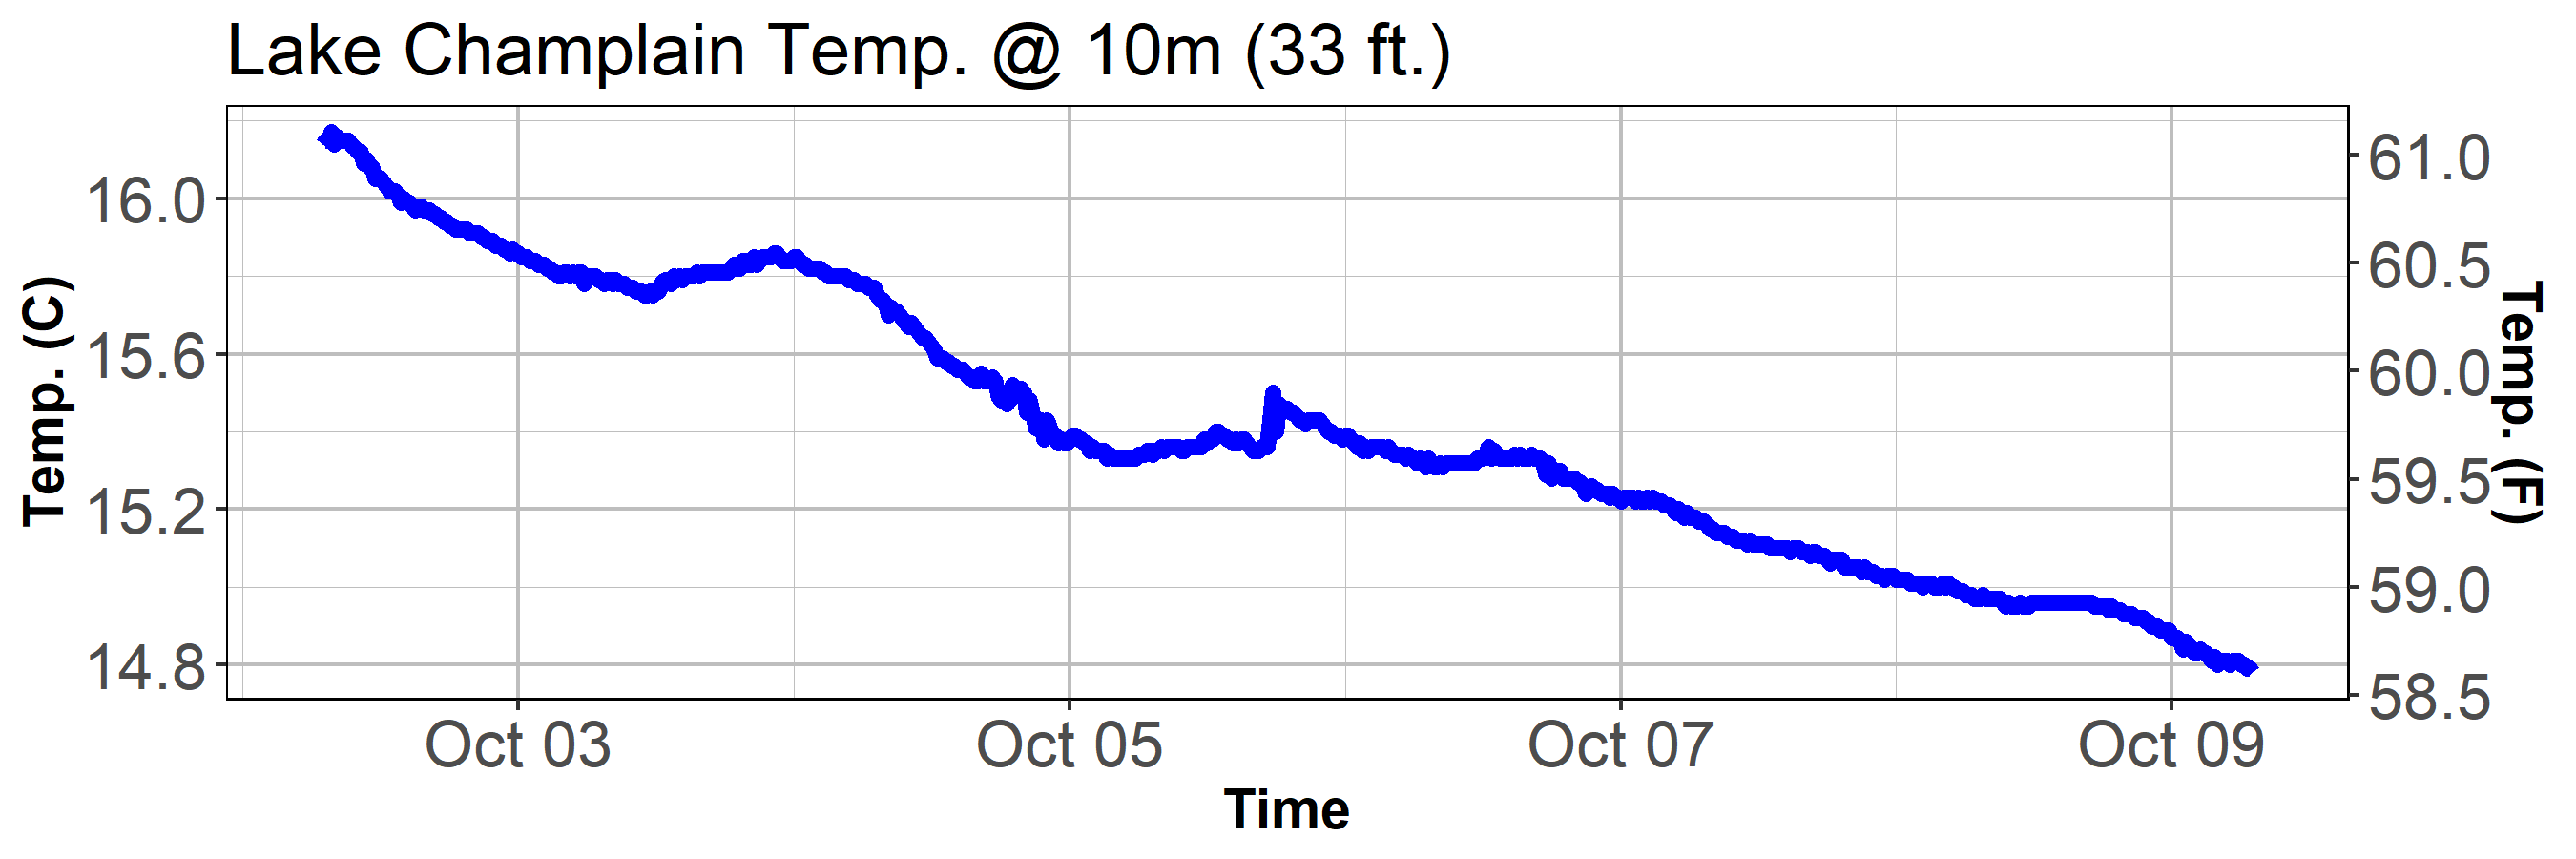 Lake Champlain Temp. @ 10m (33 ft.)
Temp. (C)
16.0
15.6
15.2
14.8
61.0
60.5
60.0
59.5
59.0
58.5
Temp. (F)
Oct 03
Oct 05
Oct 07
Oct 09
Time